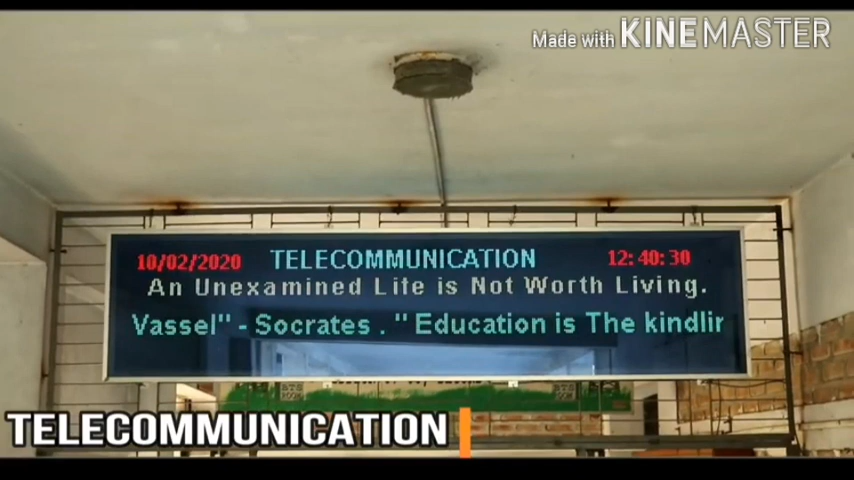 Made with KINEMASTER
10/02/2020 TELECOMMUNICATION 12:40:30
An Unexamined Life is Not Worth Living.
Vassel" - Socrates . " Education is The kindlir
TELECOMMUNICATION